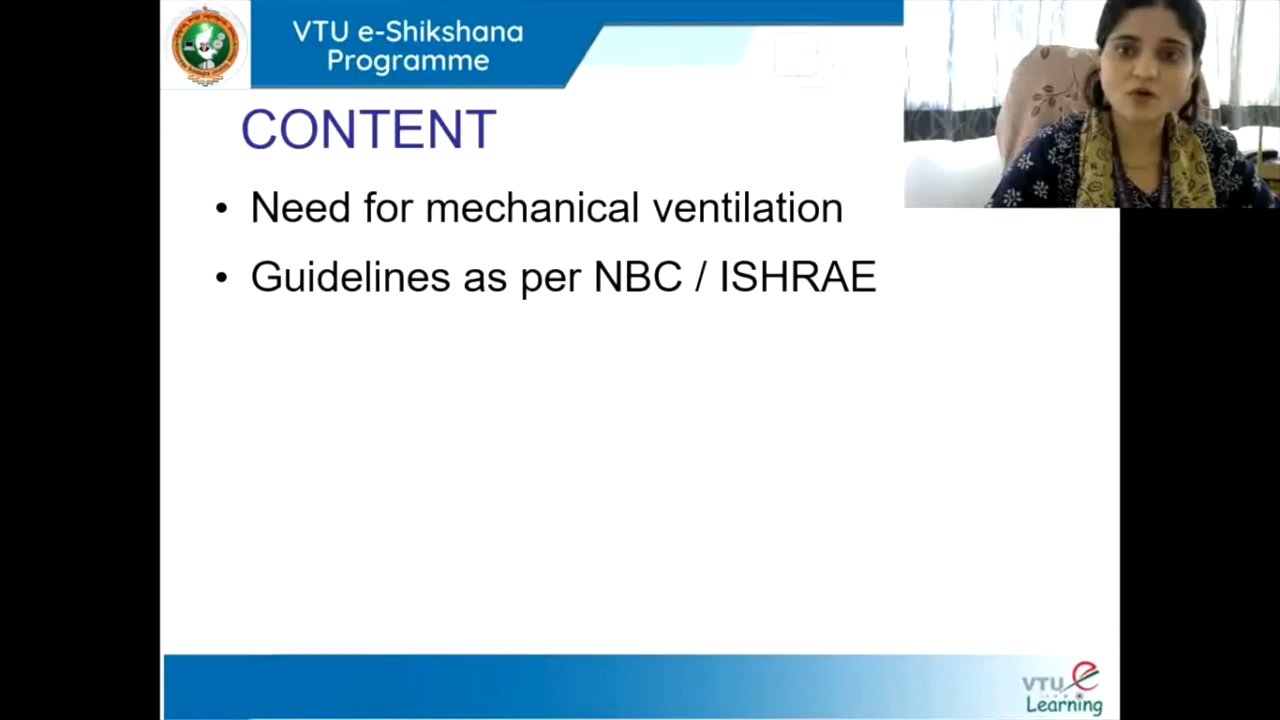 VTU e-Shikshana
Programme
CONTENT
• Need for mechanical ventilation
• Guidelines as per NBC / ISHRAE
VTU e
Learning